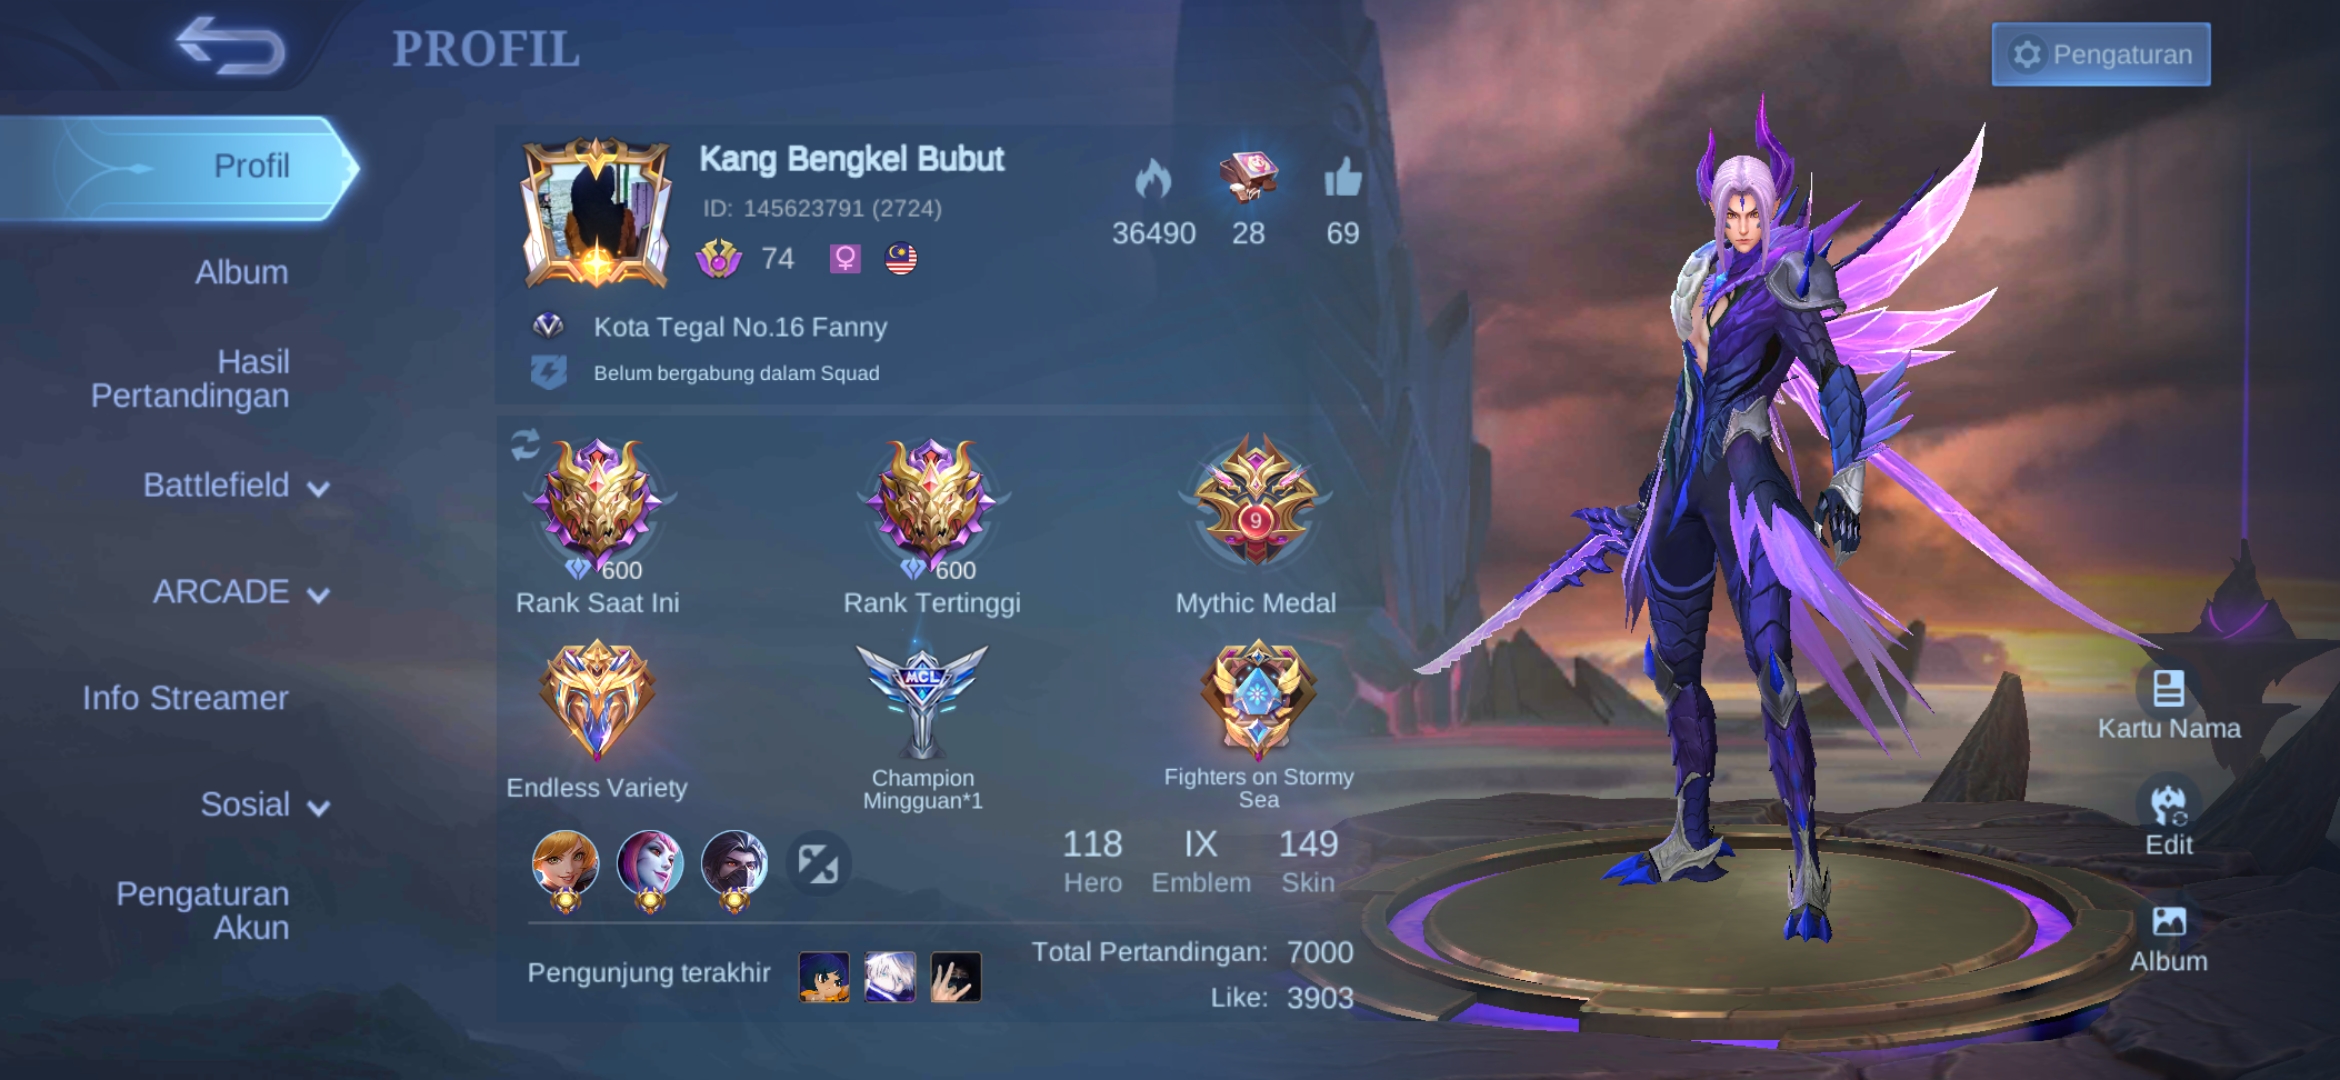 PROFIL
Pengaturan
Profil
Album
Hasil
Pertandingan
Battlefield
ARCADE
Info Streamer
Sosial
Pengaturan
Akun
Kang Bengkel Bubut
ID: 145623791 (2724)
74
36490
28
69
Kota Tegal No.16 Fanny
Belum bergabung dalam Squad
600
Rank Saat Ini
600
Rank Tertinggi
9
Mythic Medal
Endless Variety
MCL
Champion
Mingguan*1
Fighters on Stormy
Sea
118
Hero
IX
Emblem
149
Skin
Pengunjung terakhir
Total Pertandingan: 7000
Like: 3903
Kartu Nama
Edit
Album